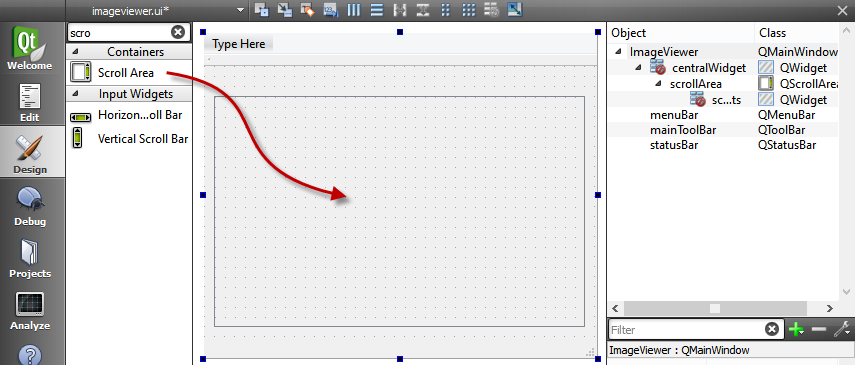 imageviewer.ui*
Qt
Welcome
Edit
Design
Debug
Projects
Analyze
scro
Containers
Scroll Area
Input Widgets
Horizon...oll Bar
Vertical Scroll Bar
Type Here
Object Class
ImageViewer QMainWindow
centralWidget QWidget
scrollArea QScrollArea
sc...ts QWidget
menuBar QMenuBar
mainToolBar QToolBar
statusBar QStatusBar
Filter
ImageViewer : QMainWindow